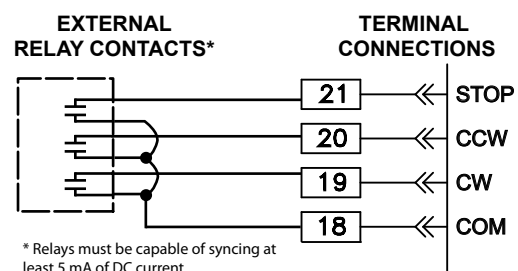 EXTERNAL
RELAY CONTACTS*
TERMINAL
CONNECTIONS
21 STOP
20 CCW
19 CW
18 COM
* Relays must be capable of syncing at
least 5 mA of DC current